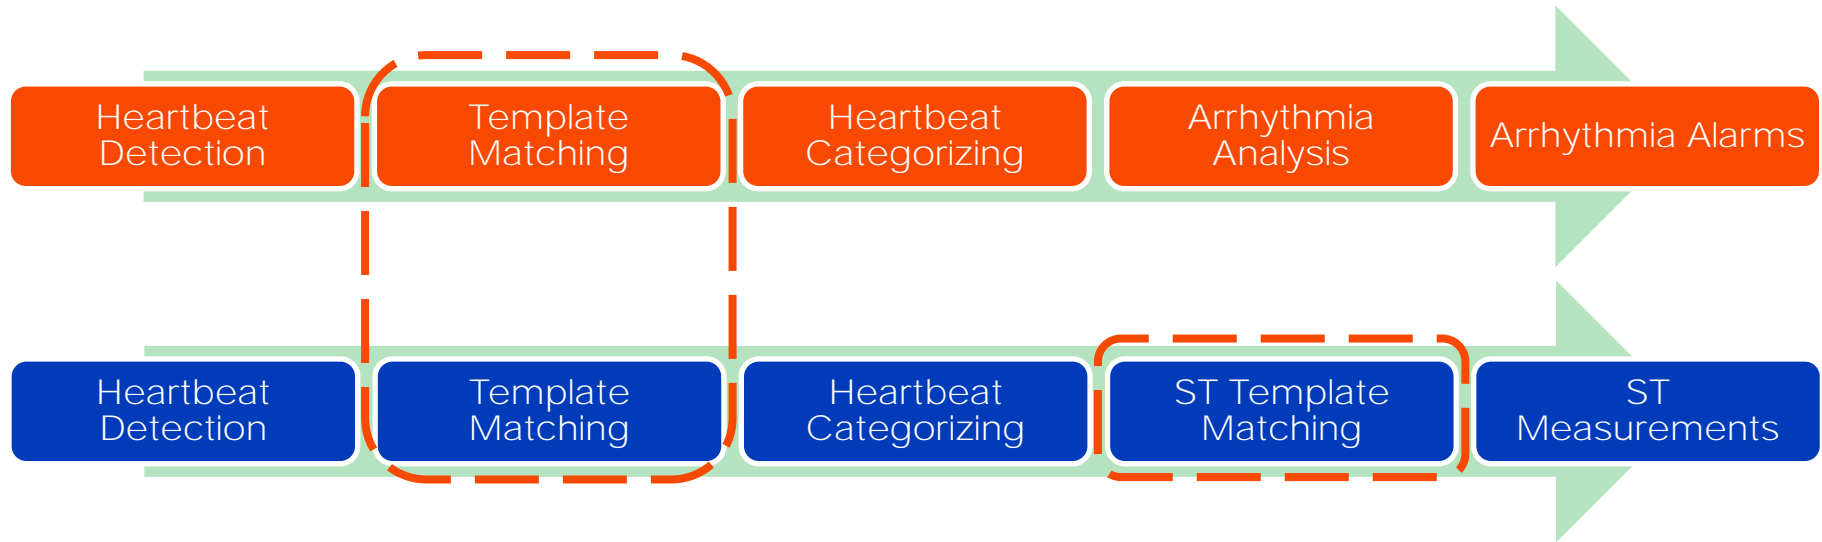 Heartbeat
Detection
Template
Matching
Heartbeat
Categorizing
Arrhythmia
Analysis
Arrhythmia Alarms
Heartbeat
Detection
Template
Matching
Heartbeat
Categorizing
ST Template
Matching
ST
Measurements